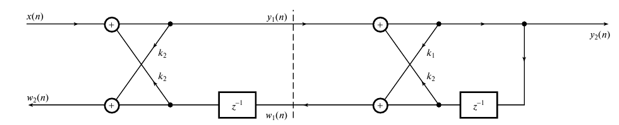 x(n)
y₁(n)
y₂(n)
k₂
k₁
k₂
k₂
w₂(n)
z⁻¹
w₁(n)
z⁻¹